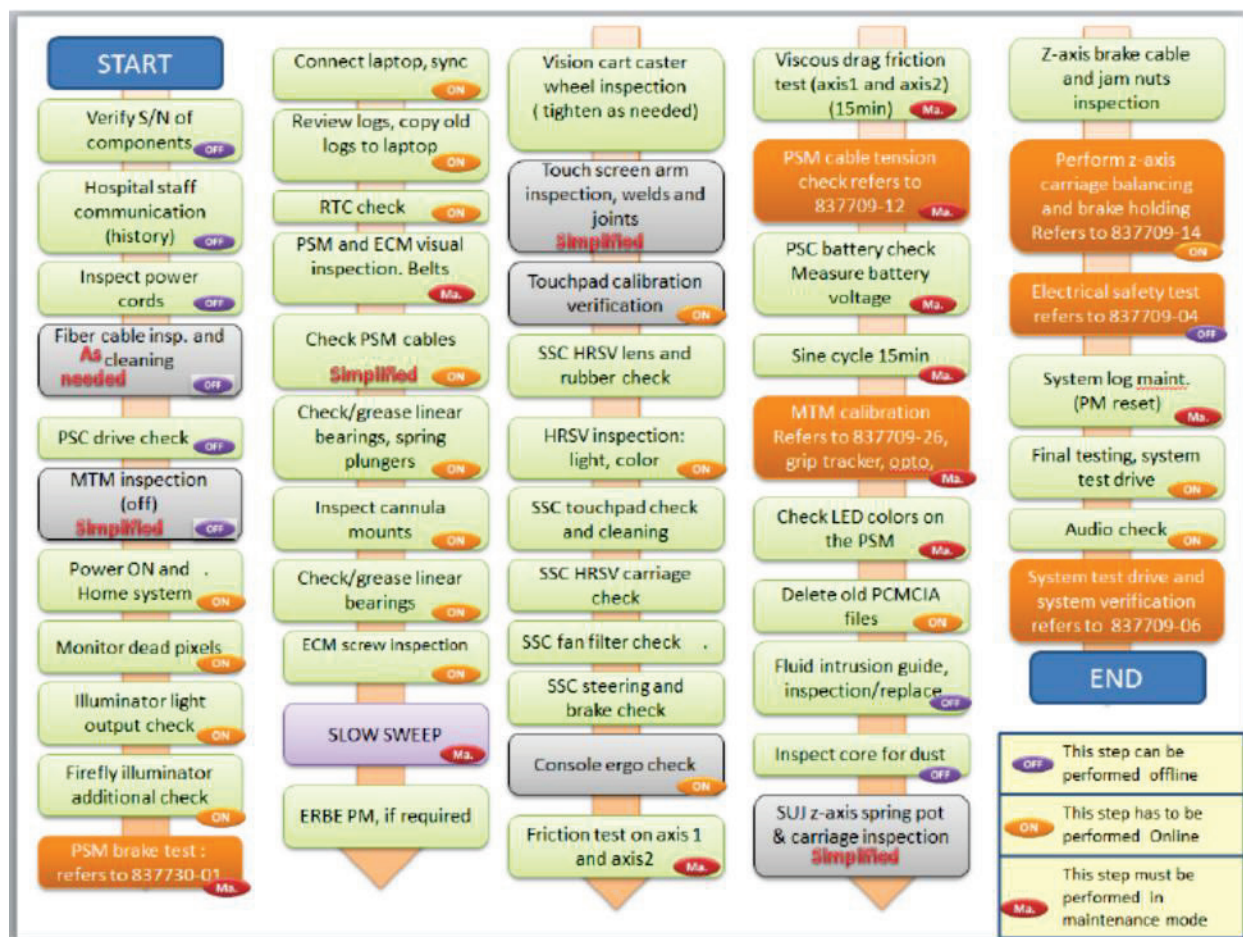 START
Verify S/N of
components
OFF
Hospital staff
communication
(history)
OFF
Inspect power
cords
OFF
Fiber cable insp. and
As cleaning
needed
OFF
PSC drive check
OFF
MTM inspection
(off)
Simplified
OFF
Power ON and .
Home system
ON
Monitor dead pixels
ON
Illuminator light
output check
ON
Firefly illuminator
additional check
ON
PSM brake test :
refers to 837730-01
Ma.
Connect laptop, sync
ON
Review logs, copy old
logs to laptop
ON
RTC check
ON
PSM and ECM visual
inspection. Belts
Ma.
Check PSM cables
Simplified
ON
Check/grease linear
bearings, spring
plungers
ON
Inspect cannula
mounts
ON
Check/grease linear
bearings
ON
ECM screw inspection
ON
SLOW SWEEP
Ma.
ERBE PM, if required
Vision cart caster
wheel inspection
( tighten as needed)
Touch screen arm
inspection, welds and
joints
Simplified
Touchpad calibration
verification
ON
SSC HRSV lens and
rubber check
HRSV inspection:
light, color
ON
SSC touchpad check
and cleaning
SSC HRSV carriage
check
SSC fan filter check .
SSC steering and
brake check
Console ergo check
ON
Friction test on axis 1
and axis2
Ma.
Viscous drag friction
test (axis1 and axis2)
(15min)
Ma.
PSM cable tension
check refers to
837709-12
Ma.
PSC battery check
Measure battery
voltage
Ma.
Sine cycle 15min
Ma.
MTM calibration
Refers to 837709-26,
grip tracker, opto,
Ma.
Check LED colors on
the PSM
Ma.
Delete old PCMCIA
files
ON
Fluid intrusion guide,
inspection/replace
OFF
Inspect core for dust
OFF
SUJ z-axis spring pot
& carriage inspection
Simplified
Z-axis brake cable
and jam nuts
inspection
Perform z-axis
carriage balancing
and brake holding
Refers to 837709-14
ON
Electrical safety test
refers to 837709-04
OFF
System log maint.
(PM reset)
Ma.
Final testing, system
test drive
ON
Audio check
ON
System test drive and
system verification
refers to 837709-06
END
OFF
This step can be
performed offline
ON
This step has to be
performed Online
Ma.
This step must be
performed in
maintenance mode